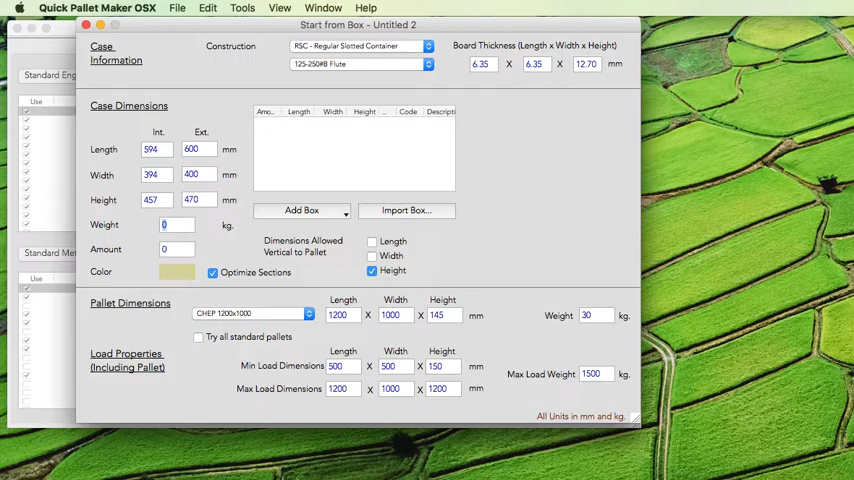 Quick Pallet Maker OSX File Edit Tools View Window Help
Start from Box - Untitled 2
Case Information
Construction RSC - Regular Slotted Container
125-250#B Flute
Board Thickness (Length x Width x Height)
6.35 X 6.35 X 12.70 mm
Standard Eng
Use
Case Dimensions
Int. Ext.
Length 594 600 mm
Width 394 400 mm
Height 457 470 mm
Weight 0 kg.
Amount 0
Color
Optimize Sections
Amo... Length Width Height ... Code Descripti
Add Box Import Box...
Dimensions Allowed
Vertical to Pallet
Length
Width
Height
Standard Met
Use
Pallet Dimensions
CHEP 1200x1000
Length Width Height
1200 X 1000 X 145 mm
Weight 30 kg.
Try all standard pallets
Load Properties
(Including Pallet)
Length Width Height
Min Load Dimensions 500 X 500 X 150 mm
Max Load Dimensions 1200 X 1000 X 1200 mm
Max Load Weight 1500 kg.
All Units in mm and kg.